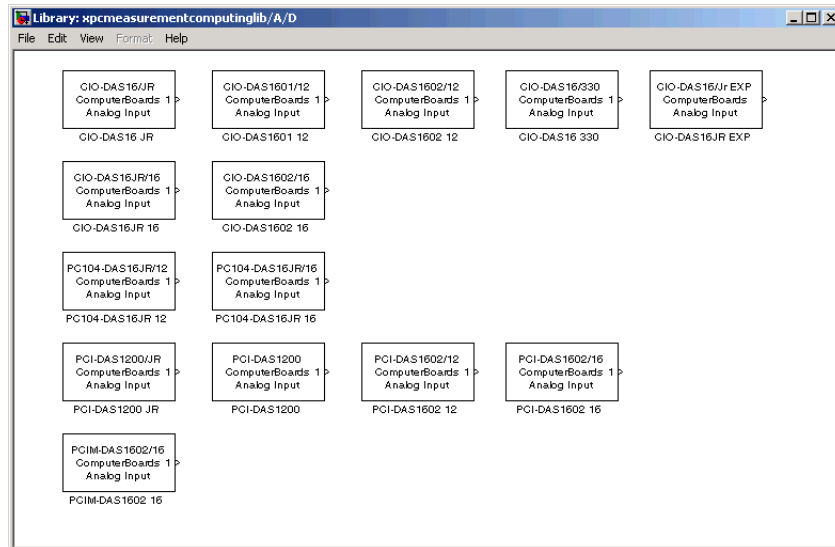 Library: xpcmeasurementcomputinglib/A/D
File Edit View Format Help
CIO-DAS16/JR
ComputerBoards 1
Analog Input
CIO-DAS16 JR
CIO-DAS1601/12
ComputerBoards 1
Analog Input
CIO-DAS1601 12
CIO-DAS1602/12
ComputerBoards 1
Analog Input
CIO-DAS1602 12
CIO-DAS16/330
ComputerBoards 1
Analog Input
CIO-DAS16 330
CIO-DAS16/Jr EXP
ComputerBoards
Analog Input
CIO-DAS16JR EXP
CIO-DAS16JR/16
ComputerBoards 1
Analog Input
CIO-DAS16JR 16
CIO-DAS1602/16
ComputerBoards 1
Analog Input
CIO-DAS1602 16
PC104-DAS16JR/12
ComputerBoards 1
Analog Input
PC104-DAS16JR 12
PC104-DAS16JR/16
ComputerBoards 1
Analog Input
PC104-DAS16JR 16
PCI-DAS1200/JR
ComputerBoards 1
Analog Input
PCI-DAS1200 JR
PCI-DAS1200
ComputerBoards 1
Analog Input
PCI-DAS1200
PCI-DAS1602/12
ComputerBoards 1
Analog Input
PCI-DAS1602 12
PCI-DAS1602/16
ComputerBoards 1
Analog Input
PCI-DAS1602 16
PCIM-DAS1602/16
ComputerBoards 1
Analog Input
PCIM-DAS1602 16